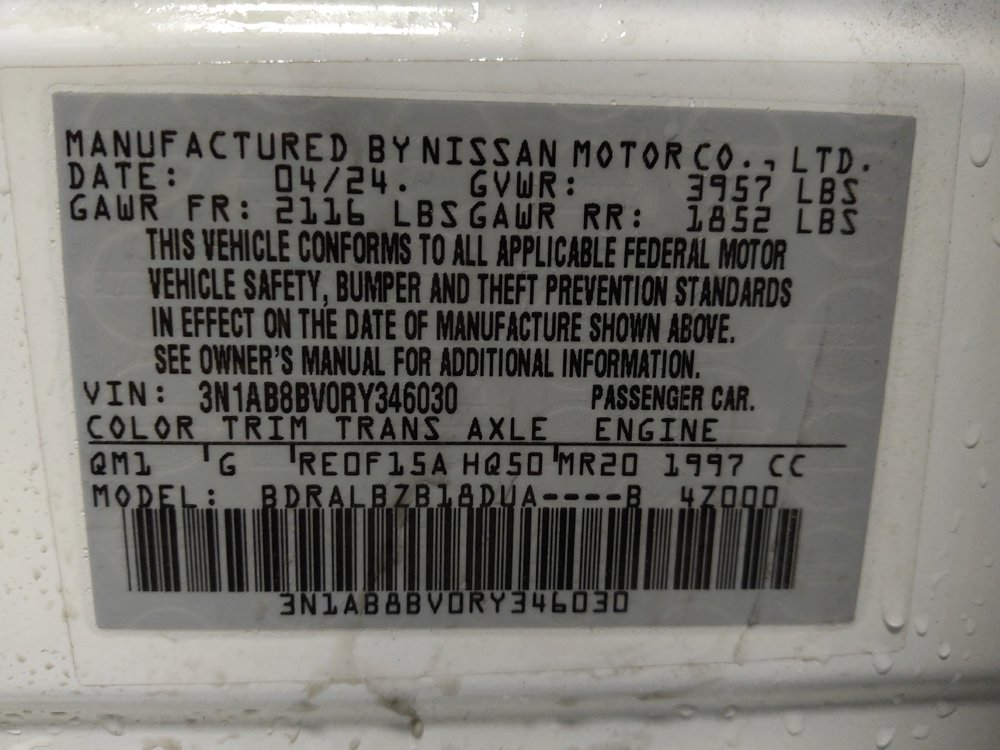 MANUFACTURED BY NISSAN MOTOR CO., LTD.
DATE: 04/24. GVWR: 3957 LBS
GAWR FR: 2116 LBS GAWR RR: 1852 LBS
THIS VEHICLE CONFORMS TO ALL APPLICABLE FEDERAL MOTOR
VEHICLE SAFETY, BUMPER AND THEFT PREVENTION STANDARDS
IN EFFECT ON THE DATE OF MANUFACTURE SHOWN ABOVE.
SEE OWNER'S MANUAL FOR ADDITIONAL INFORMATION.
VIN: 3N1AB8BV0RY346030 PASSENGER CAR.
COLOR TRIM TRANS AXLE ENGINE
QM1 G RE0F15A HQ50 MR20 1997 CC
MODEL: BDRALBZB18DUA----B 4Z000
3N1AB8BV0RY346030